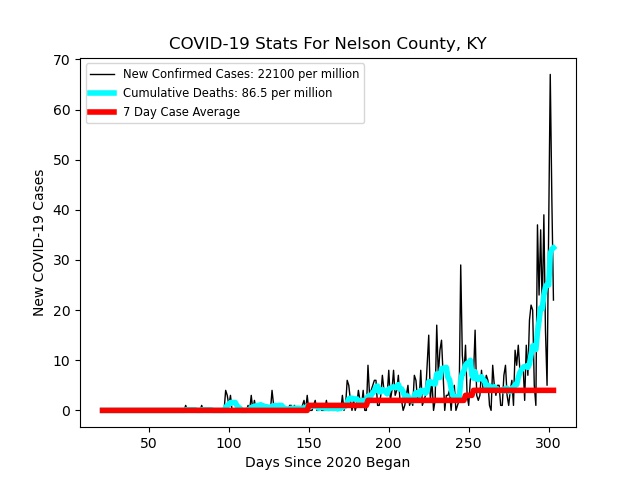 COVID-19 Stats For Nelson County, KY
New Confirmed Cases: 22100 per million
Cumulative Deaths: 86.5 per million
7 Day Case Average
New COVID-19 Cases
70
60
50
40
30
20
10
0
50 100 150 200 250 300
Days Since 2020 Began